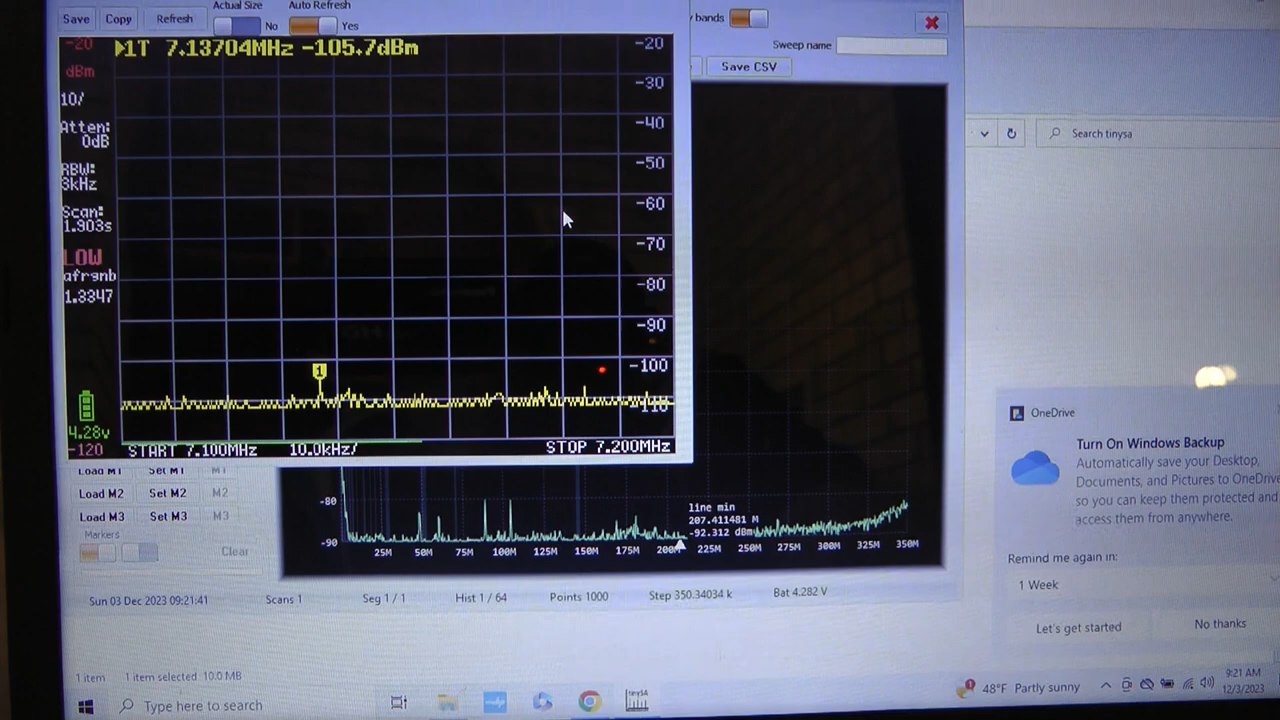 Save Copy Refresh
Actual Size
No
Auto Refresh
Yes
bands
Sweep name
Save CSV
-20
dBm
10/
Atten:
0dB
RBW:
3kHz
Scan:
1.903s
LOW
1.3347
4.28v
-120
1T 7.13704MHz -105.7dBm
-20
-30
-40
-50
-60
-70
-80
-90
-100
-110
1
START 7.100MHz 10.0kHz/ STOP 7.200MHz
Load M1 Set M1 M1
Load M2 Set M2 M2
Load M3 Set M3 M3
Markers
Clear
-80
-90
line min
207.411481 M
-92.312 dBm
25M 50M 75M 100M 125M 150M 175M 200M 225M 250M 275M 300M 325M 350M
Sun 03 Dec 2023 09:21:41 Scans 1 Seg 1 / 1 Hist 1 / 64 Points 1000 Step 350.34034 k Bat 4.282 V
Search tinysa
OneDrive
Turn On Windows Backup
Automatically save your Desktop,
Documents, and Pictures to OneDrive
so you can keep them protected and
access them from anywhere.
Remind me again in:
1 Week
Let's get started No thanks
1 item 1 item selected 10.0 MB
Type here to search
tinySA
48°F Partly sunny
9:21 AM
12/3/2023